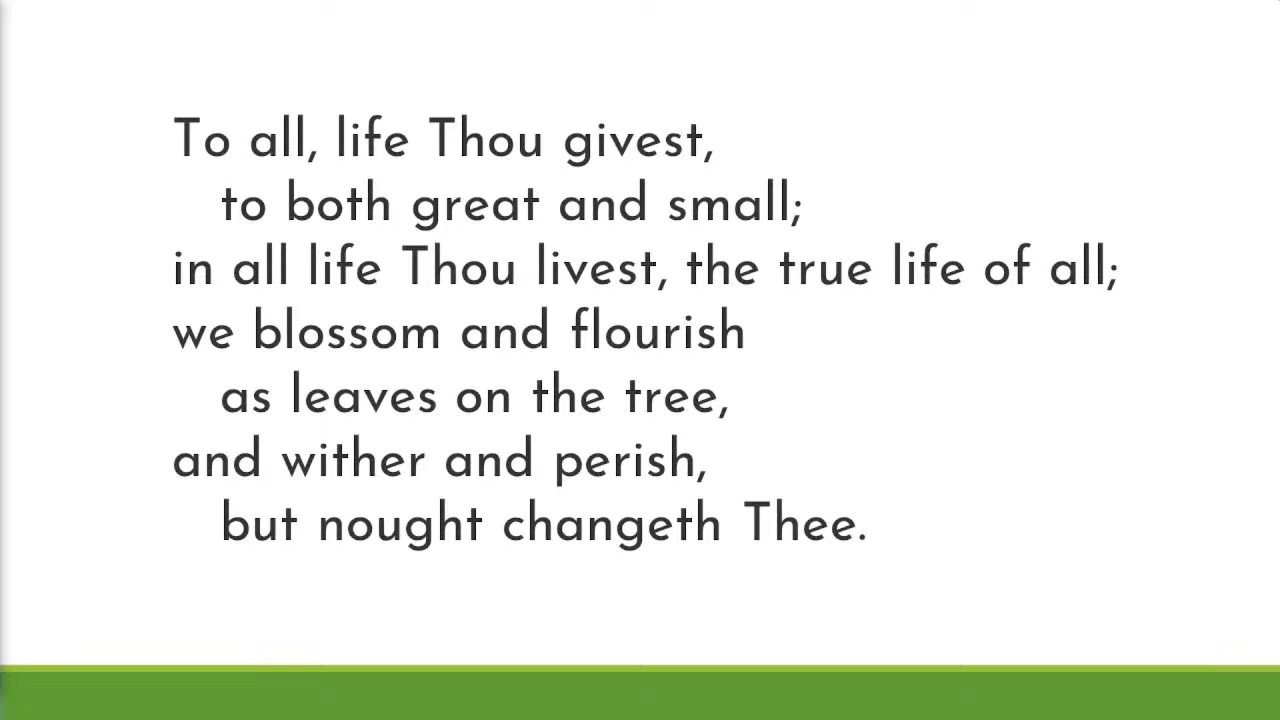 To all, life Thou givest,
to both great and small;
in all life Thou livest, the true life of all;
we blossom and flourish
as leaves on the tree,
and wither and perish,
but nought changeth Thee.